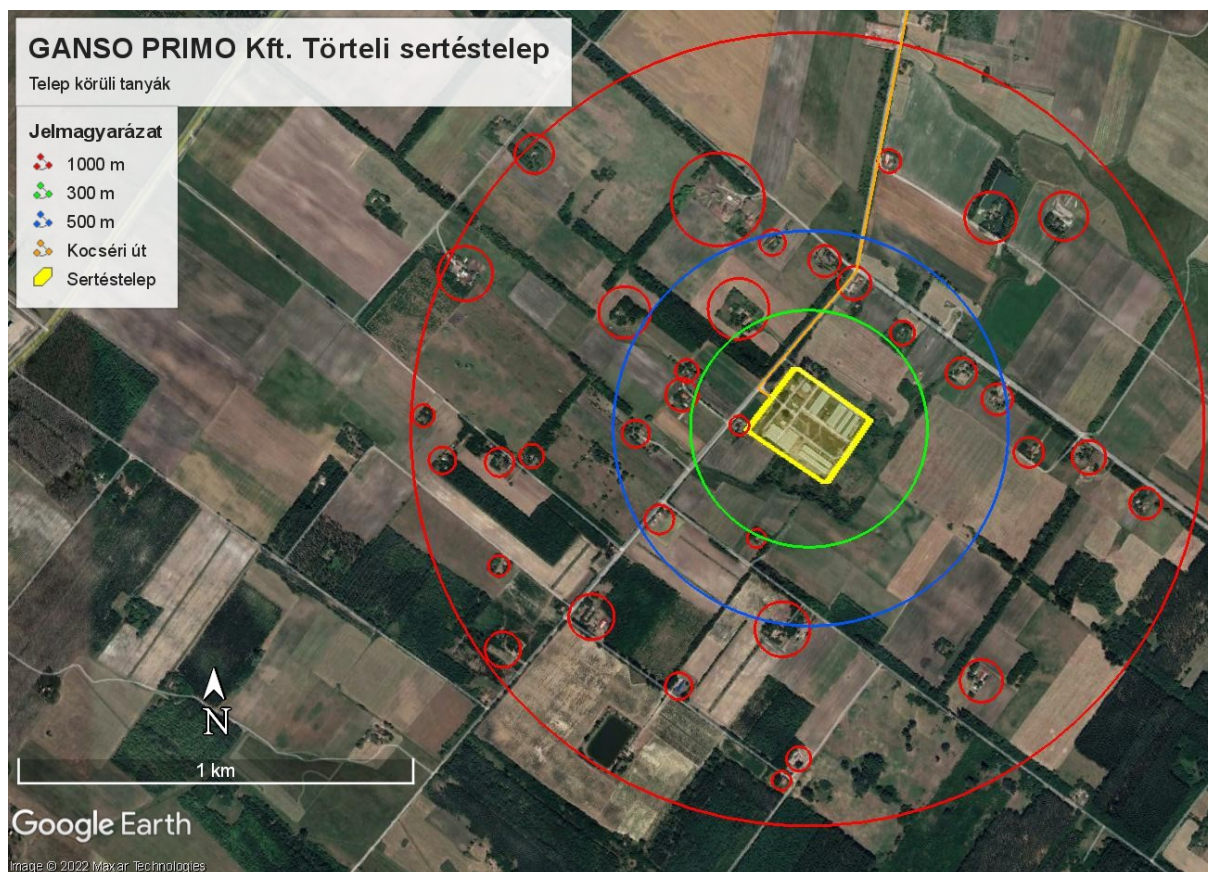 GANSO PRIMO Kft. Törteli sertéstelep
Telep körüli tanyák
Jelmagyarázat
1000 m
300 m
500 m
Kocséri út
Sertéstelep
N
1 km
Google Earth
Image © 2022 Maxar Technologies